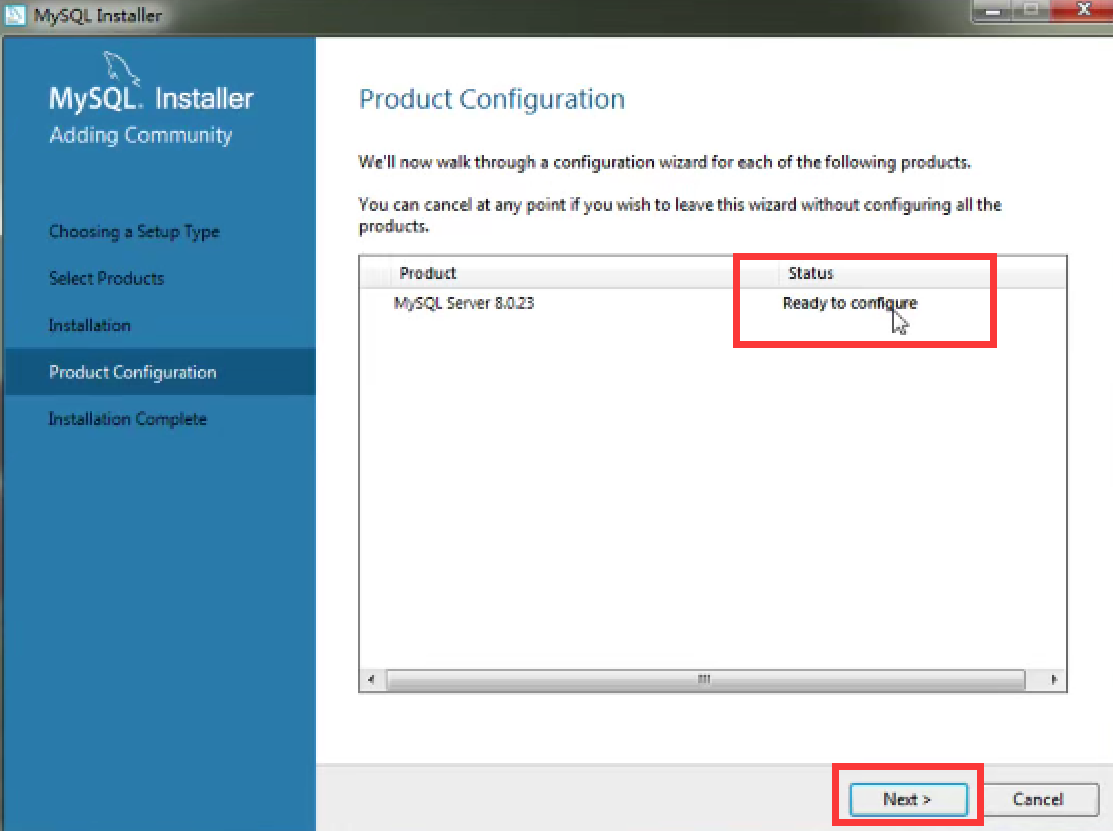 MySQL Installer
MySQL. Installer
Adding Community
Choosing a Setup Type
Select Products
Installation
Product Configuration
Installation Complete
Product Configuration
We'll now walk through a configuration wizard for each of the following products.
You can cancel at any point if you wish to leave this wizard without configuring all the
products.
Product Status
MySQL Server 8.0.23 Ready to configure
Next > Cancel